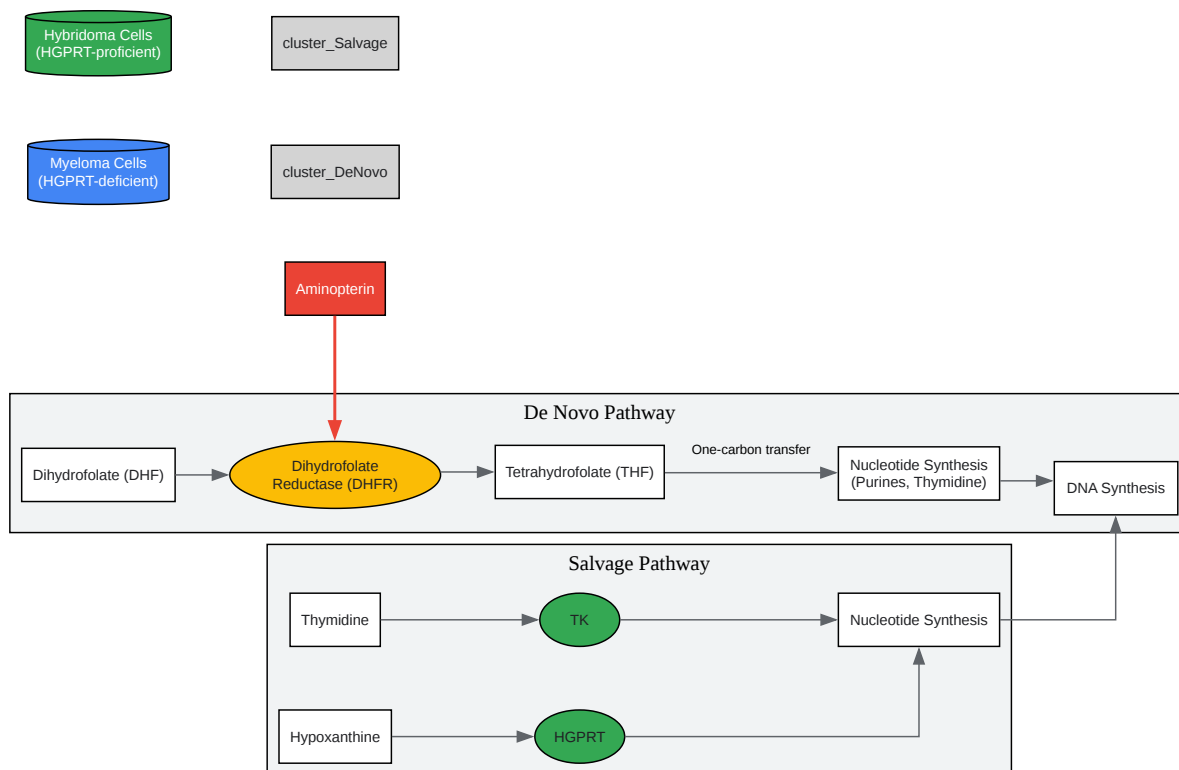 Hybridoma Cells
(HGPRT-proficient)
cluster_Salvage
Myeloma Cells
(HGPRT-deficient)
cluster_DeNovo
Aminopterin
De Novo Pathway
Dihydrofolate (DHF)
Dihydrofolate
Reductase (DHFR)
Tetrahydrofolate (THF)
One-carbon transfer
Nucleotide Synthesis
(Purines, Thymidine)
DNA Synthesis
Salvage Pathway
Thymidine
TK
Nucleotide Synthesis
Hypoxanthine
HGPRT